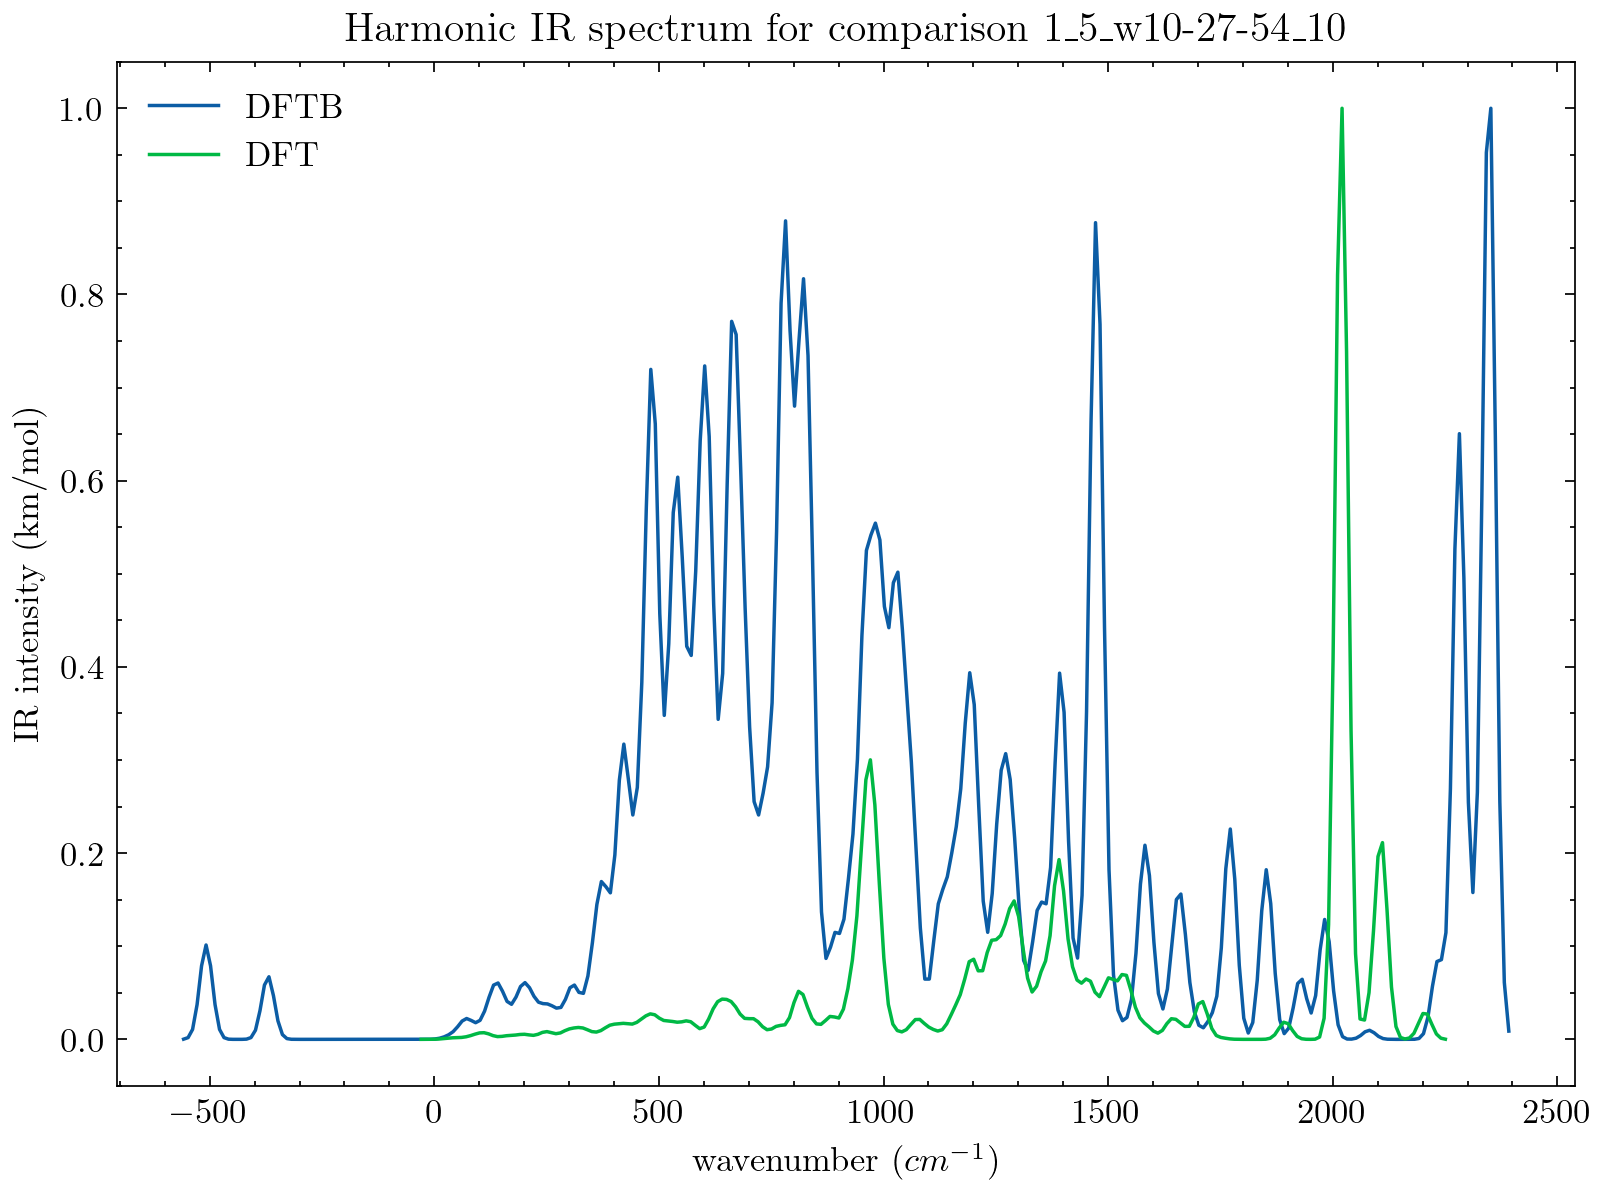 Harmonic IR spectrum for comparison 1_5_w10-27-54_10
DFTB
DFT
1.0
0.8
0.6
0.4
0.2
0.0
IR intensity (km/mol)
−500
0
500
1000
1500
2000
2500
wavenumber (cm⁻¹)